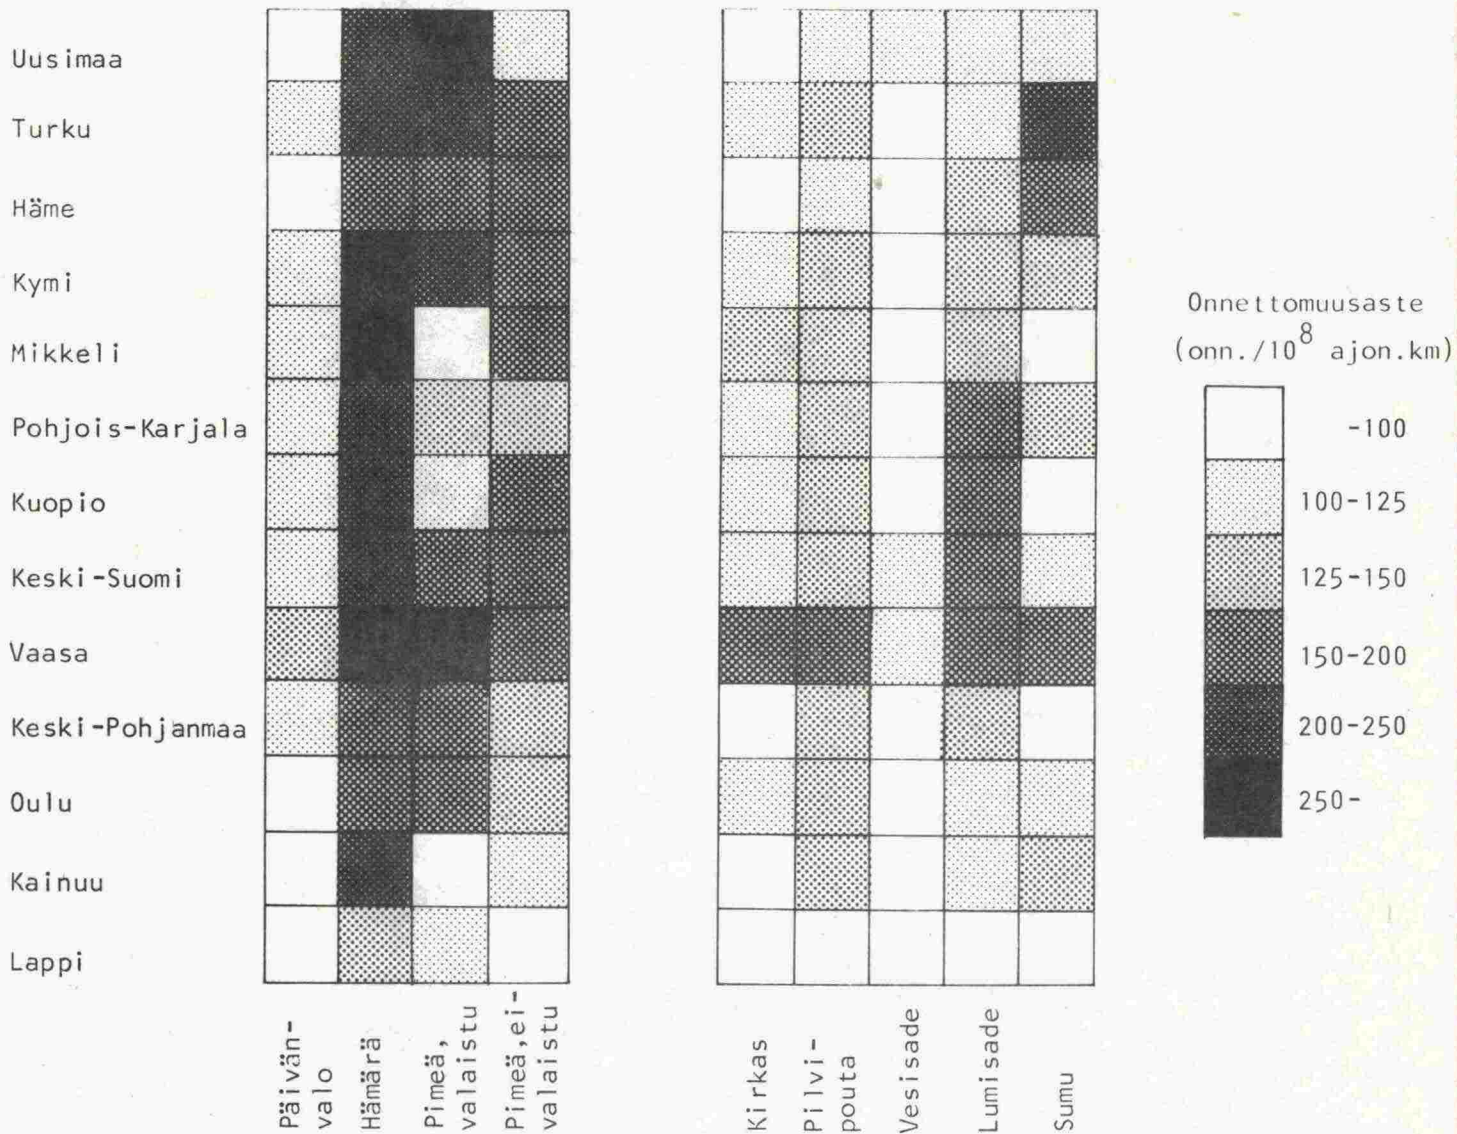 Uusimaa
Turku
Häme
Kymi
Mikkeli
Pohjois-Karjala
Kuopio
Keski-Suomi
Vaasa
Keski-Pohjanmaa
Oulu
Kainuu
Lappi
Päivän-
valo
Hämärä
Pimeä,
valaistu
Pimeä,ei-
valaistu
Kirkas
Pilvi-
pouta
Vesisade
Lumisade
Sumu
Onnettomuusaste
(onn./10⁸ ajon.km)
-100
100-125
125-150
150-200
200-250
250-